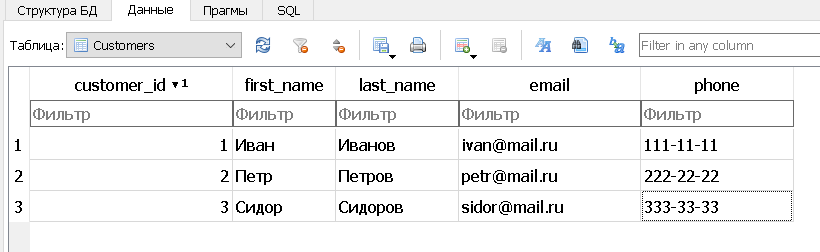 Структура БД Данные Прагмы SQL
Таблица: Customers Filter in any column
customer_id ▼1 first_name last_name email phone
Фильтр Фильтр Фильтр Фильтр Фильтр
1 1 Иван Иванов ivan@mail.ru 111-11-11
2 2 Петр Петров petr@mail.ru 222-22-22
3 3 Сидор Сидоров sidor@mail.ru 333-33-33